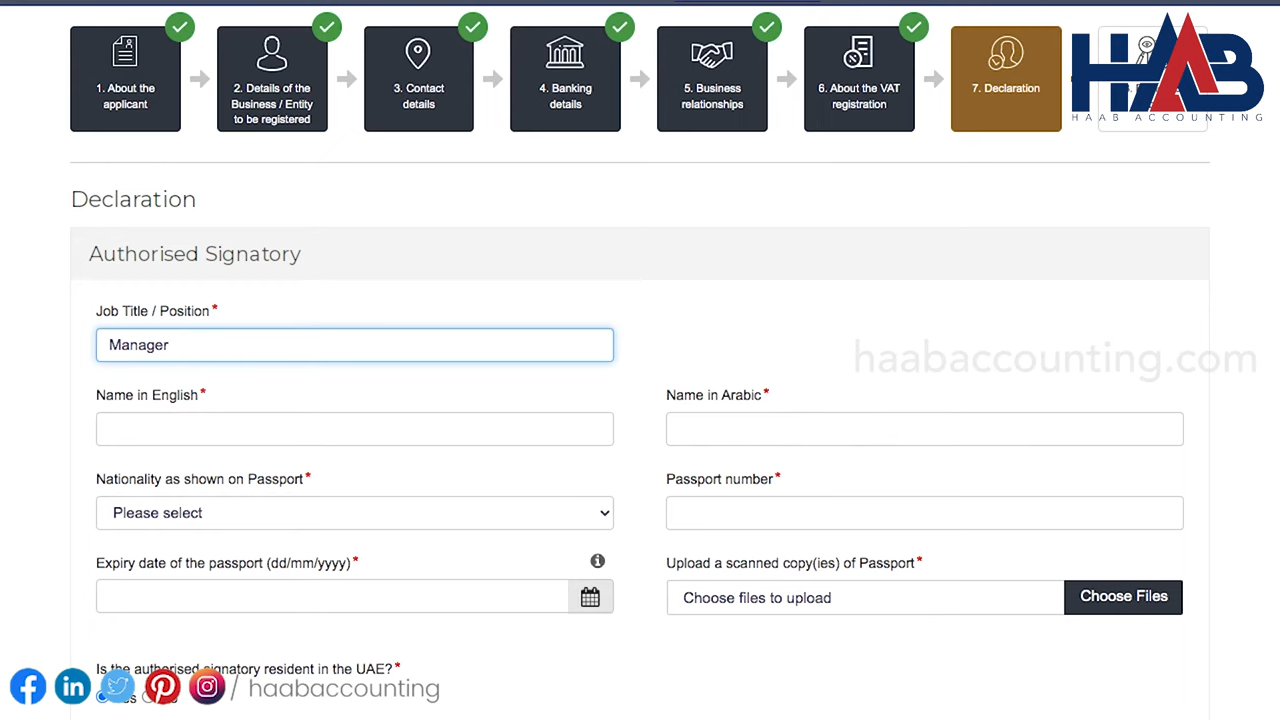 1. About the
applicant
2. Details of the
Business / Entity
to be registered
3. Contact
details
4. Banking
details
5. Business
relationships
6. About the VAT
registration
7. Declaration
HAAB
HAAB ACCOUNTING
Declaration
Authorised Signatory
Job Title / Position*
Manager
haabaccounting.com
Name in English*
Name in Arabic*
Nationality as shown on Passport*
Passport number*
Please select
Expiry date of the passport (dd/mm/yyyy)*
Upload a scanned copy(ies) of Passport*
Choose files to upload
Choose Files
Is the authorised signatory resident in the UAE?*
/ haabaccounting